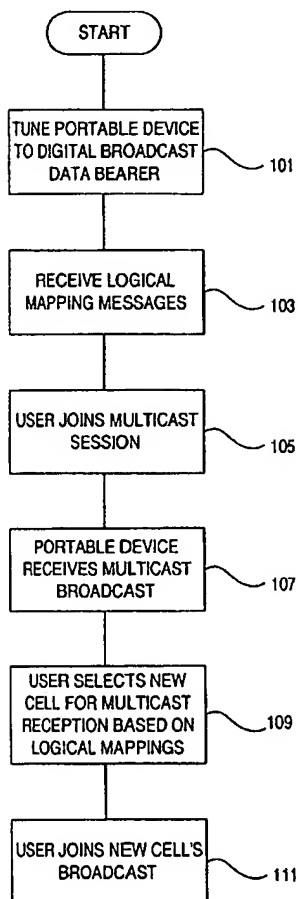 START
TUNE PORTABLE DEVICE
TO DIGITAL BROADCAST
DATA BEARER
101
RECEIVE LOGICAL
MAPPING MESSAGES
103
USER JOINS MULTICAST
SESSION
105
PORTABLE DEVICE
RECEIVES MULTICAST
BROADCAST
107
USER SELECTS NEW
CELL FOR MULTICAST
RECEPTION BASED ON
LOGICAL MAPPINGS
109
USER JOINS NEW CELL'S
BROADCAST
111